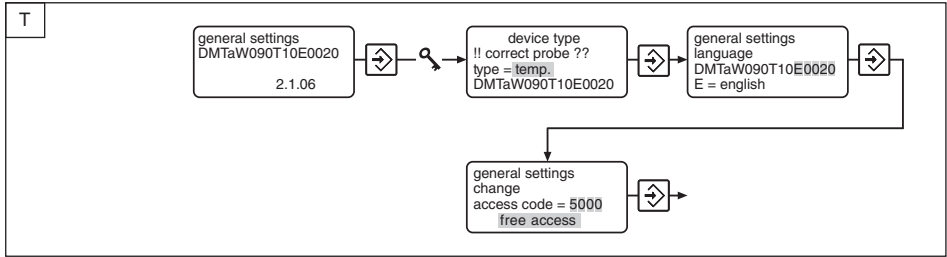 T
general settings
DMTaW090T10E0020
2.1.06
device type
!! correct probe ??
type = temp.
DMTaW090T10E0020
general settings
language
DMTaW090T10E0020
E = english
general settings
change
access code = 5000
free access